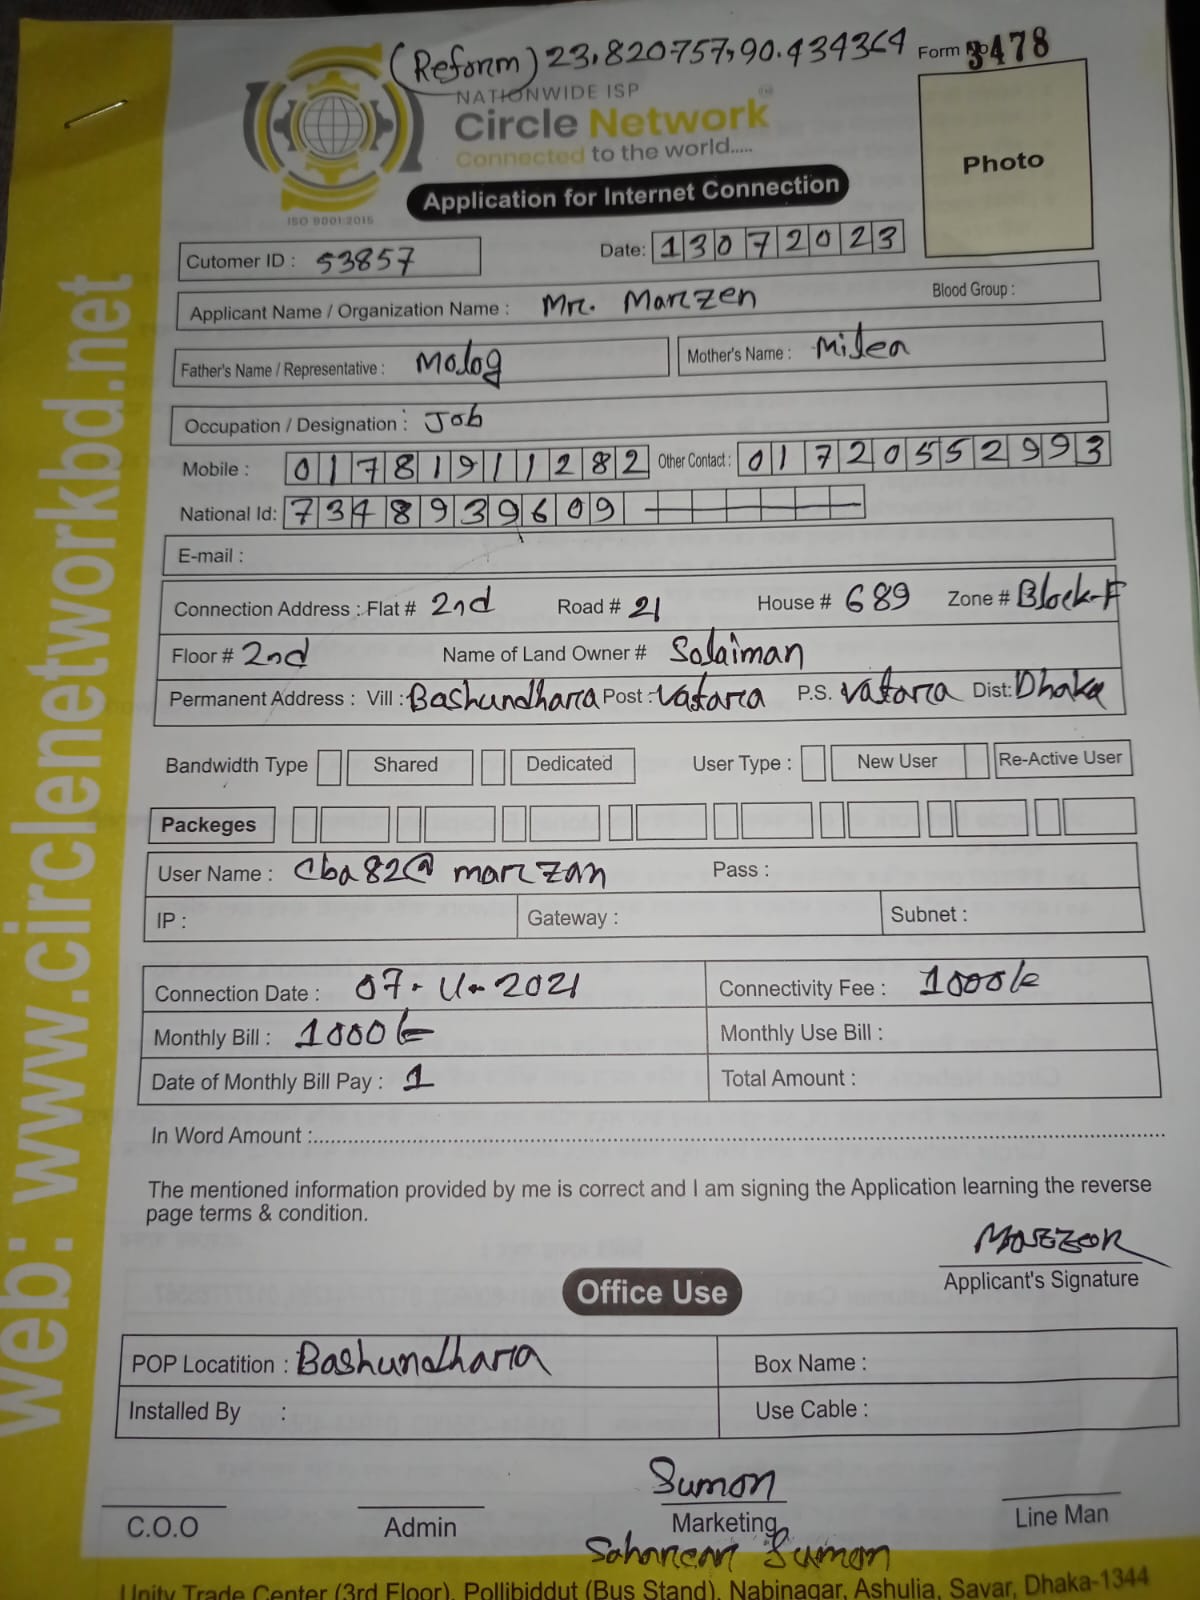 (Reform) 23.820757,90.434364 Form No 3478
NATIONWIDE ISP
Circle Network
Connected to the world.....
ISO 9001:2015
Application for Internet Connection
Photo
Cutomer ID : 53857 Date: 13072023
Applicant Name / Organization Name : Mr. Marzen Blood Group :
Father's Name / Representative : Molog Mother's Name : Milea
Occupation / Designation : Job
Mobile : 01781911282 Other Contact : 01720552993
National Id: 7348939609
E-mail :
Connection Address : Flat # 2nd Road # 21 House # 689 Zone # Block-F
Floor # 2nd Name of Land Owner # Solaiman
Permanent Address : Vill : Bashundhara Post : Vatara P.S. Vatara Dist: Dhaka
Bandwidth Type Shared Dedicated User Type : New User Re-Active User
Packeges
User Name : Cba82@marzan Pass :
IP : Gateway : Subnet :
Connection Date : 07-11-2021 Connectivity Fee : 1000/=
Monthly Bill : 1000/= Monthly Use Bill :
Date of Monthly Bill Pay : 1 Total Amount :
In Word Amount :
The mentioned information provided by me is correct and I am signing the Application learning the reverse
page terms & condition.
Applicant's Signature
Office Use
POP Locatition : Bashundhara Box Name :
Installed By : Use Cable :
Sumon
C.O.O Admin Marketing Line Man
Sumon
Unity Trade Center (3rd Floor), Pollibiddut (Bus Stand), Nabinagar, Ashulia, Savar, Dhaka-1344
web: www.circlenetworkbd.net